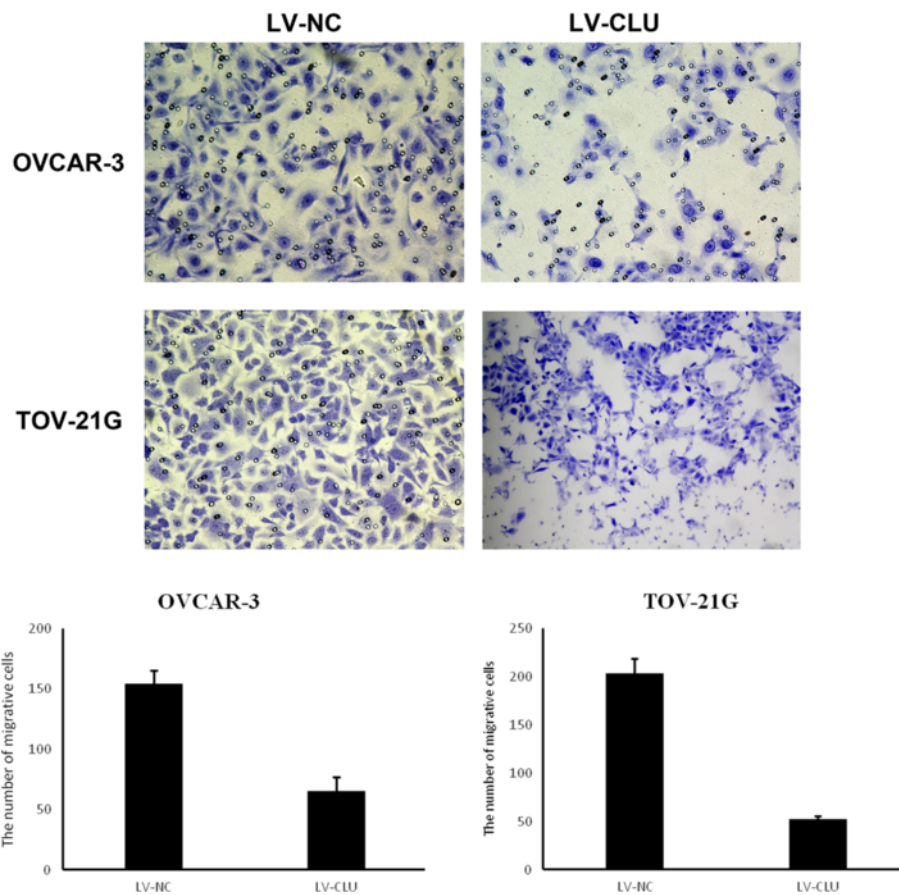 LV-NC LV-CLU
OVCAR-3
TOV-21G
OVCAR-3
The number of migrative cells
200
150
100
50
0
LV-NC LV-CLU
TOV-21G
The number of migrative cells
250
200
150
100
50
0
LV-NC LV-CLU